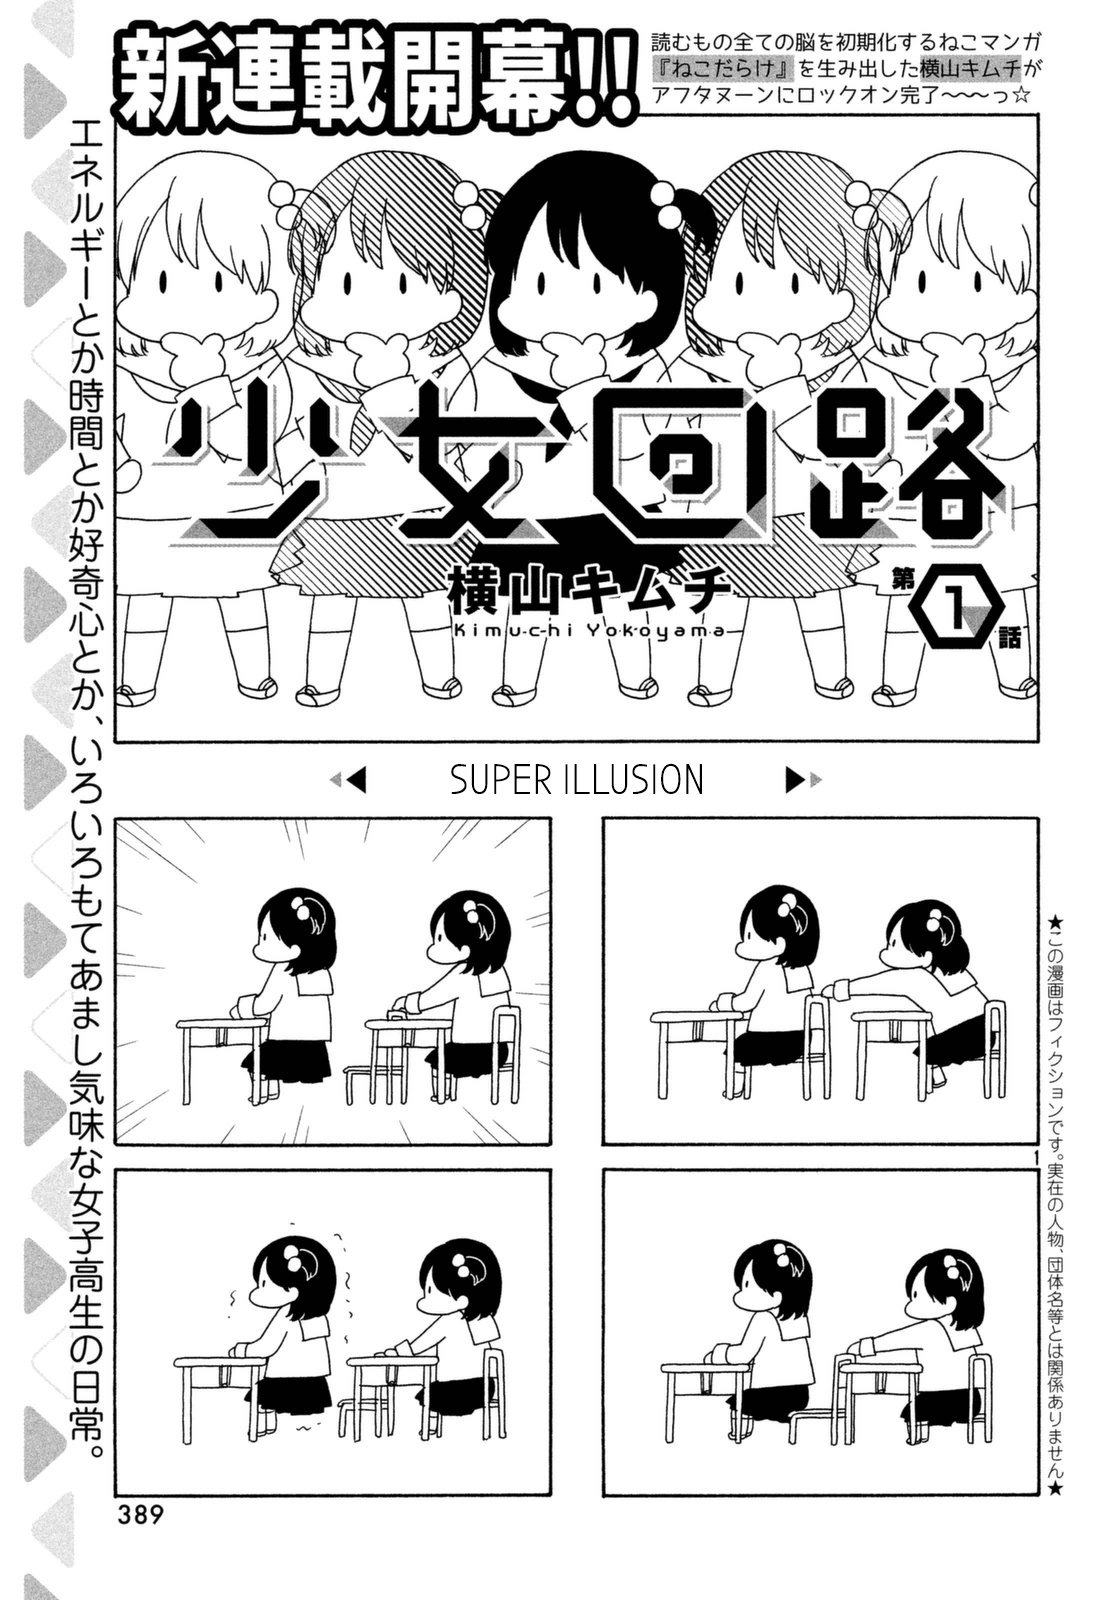 新連載開幕!!
読むもの全ての脳を初期化するねこマンガ
『ねこだらけ』を生み出した横山キムチが
アフタヌーンにロックオン完了〜〜〜っ☆
エネルギーとか時間とか好奇心とか、いろいろもてあまし気味な女子高生の日常。
少女回路
横山キムチ
Kimuchi Yokoyama
第1話
SUPER ILLUSION
★この漫画はフィクションです。実在の人物、団体名等とは関係ありません★
1
389